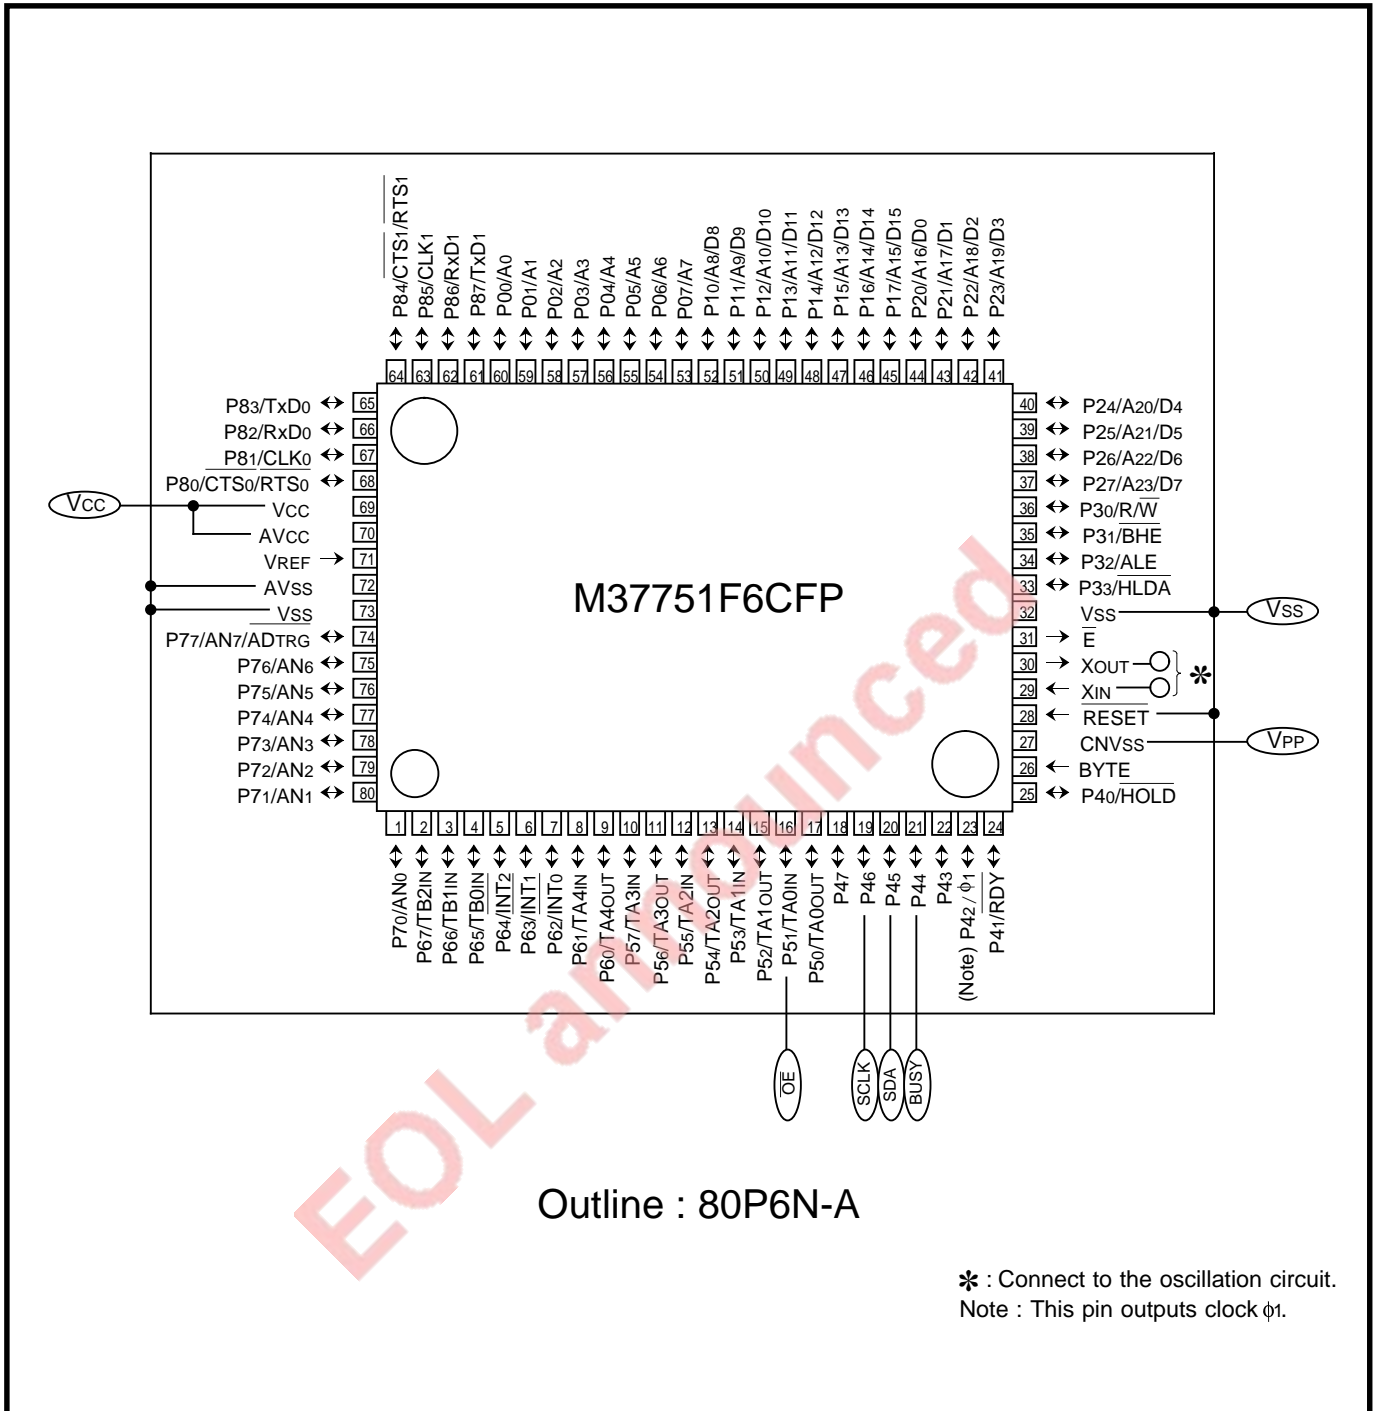 P84/CTS1/RTS1
P85/CLK1
P86/RxD1
P87/TxD1
P00/A0
P01/A1
P02/A2
P03/A3
P04/A4
P05/A5
P06/A6
P07/A7
P10/A8/D8
P11/A9/D9
P12/A10/D10
P13/A11/D11
P14/A12/D12
P15/A13/D13
P16/A14/D14
P17/A15/D15
P20/A16/D0
P21/A17/D1
P22/A18/D2
P23/A19/D3
64 63 62 61 60 59 58 57 56 55 54 53 52 51 50 49 48 47 46 45 44 43 42 41
P83/TxD0 ↔ 65
P82/RxD0 ↔ 66
P81/CLK0 ↔ 67
P80/CTS0/RTS0 ↔ 68
VCC
VCC 69
AVCC 70
VREF → 71
AVSS 72
VSS 73
P77/AN7/ADTRG ↔ 74
P76/AN6 ↔ 75
P75/AN5 ↔ 76
P74/AN4 ↔ 77
P73/AN3 ↔ 78
P72/AN2 ↔ 79
P71/AN1 ↔ 80
M37751F6CFP
40 ↔ P24/A20/D4
39 ↔ P25/A21/D5
38 ↔ P26/A22/D6
37 ↔ P27/A23/D7
36 ↔ P30/R/W
35 ↔ P31/BHE
34 ↔ P32/ALE
33 ↔ P33/HLDA
32 VSS
VSS
31 → E
30 → XOUT
29 ← XIN
✻
28 ← RESET
27 CNVSS
VPP
26 ← BYTE
25 ↔ P40/HOLD
1 2 3 4 5 6 7 8 9 10 11 12 13 14 15 16 17 18 19 20 21 22 23 24
P70/AN0
P67/TB2IN
P66/TB1IN
P65/TB0IN
P64/INT2
P63/INT1
P62/INT0
P61/TA4IN
P60/TA4OUT
P57/TA3IN
P56/TA3OUT
P55/TA2IN
P54/TA2OUT
P53/TA1IN
P52/TA1OUT
P51/TA0IN
P50/TA0OUT
P47
P46
P45
P44
P43
(Note) P42 / ϕ1
P41/RDY
OE
SCLK
SDA
BUSY
EOL announced
Outline : 80P6N-A
✻ : Connect to the oscillation circuit.
Note : This pin outputs clock ϕ1.